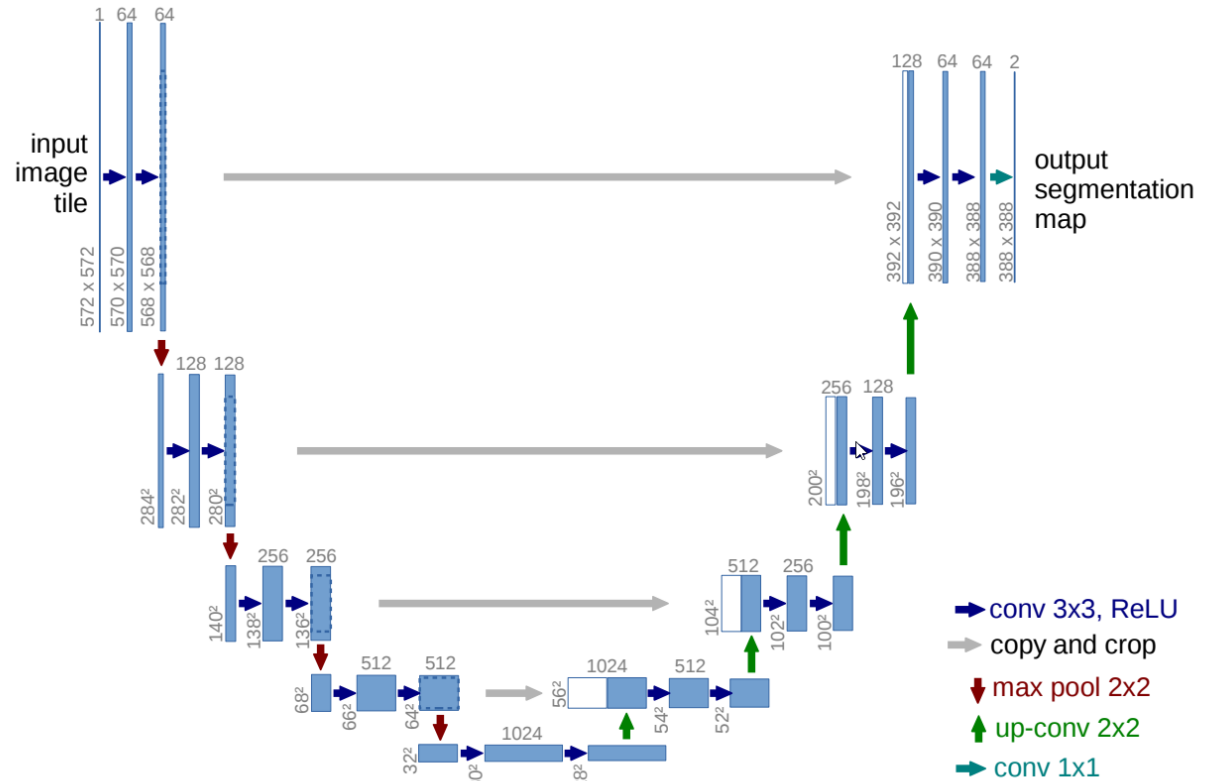 1 64 64
input
image
tile
572 x 572
570 x 570
568 x 568
128 64 64 2
392 x 392
390 x 390
388 x 388
388 x 388
output
segmentation
map
128 128
284²
282²
280²
256 128
200²
198²
196²
256 256
140²
138²
136²
512 256
104²
102²
100²
512 512
68²
66²
64²
1024 512
56²
54²
52²
1024
32²
0²
8²
conv 3x3, ReLU
copy and crop
max pool 2x2
up-conv 2x2
conv 1x1